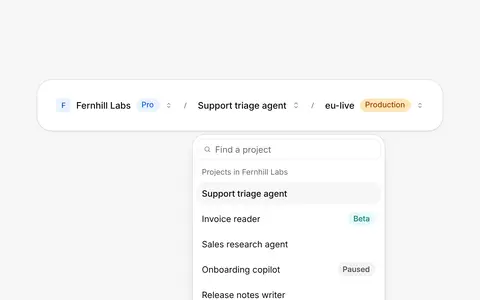 F Fernhill Labs Pro / Support triage agent / eu-live Production
Find a project
Projects in Fernhill Labs
Support triage agent
Invoice reader Beta
Sales research agent
Onboarding copilot Paused
Release notes writer